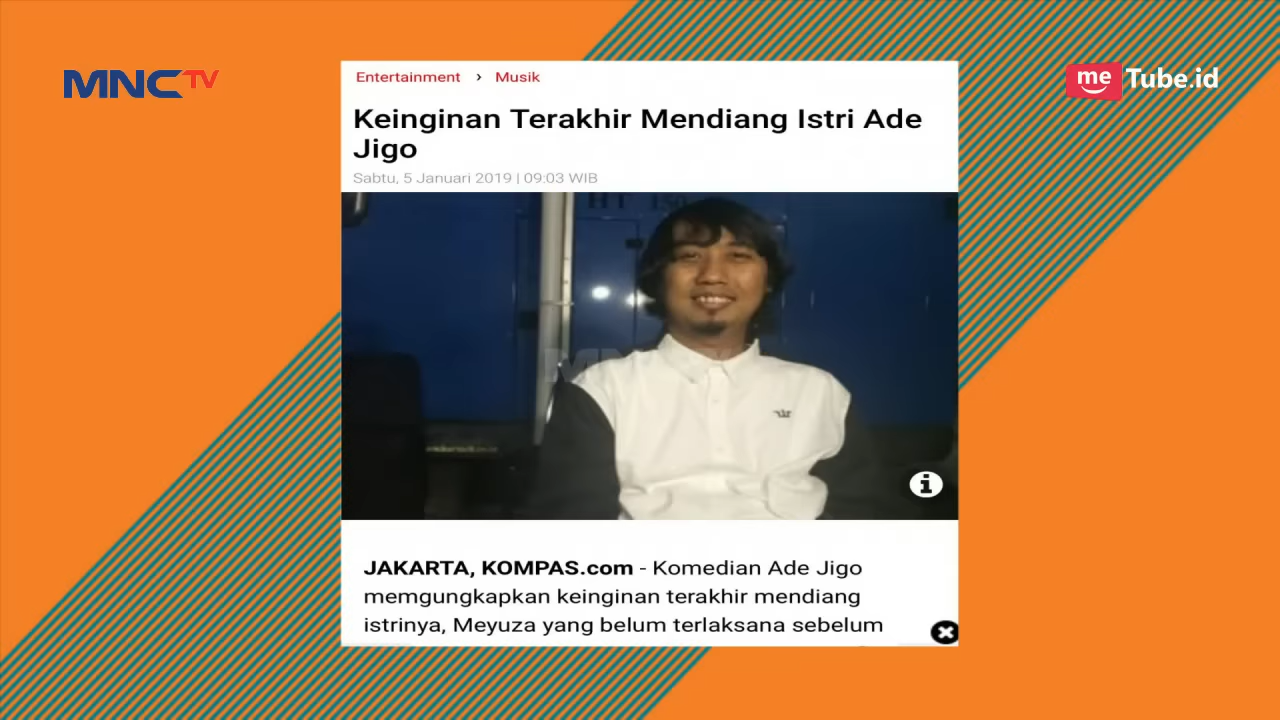 MNCTV
me Tube.id
Entertainment › Musik
Keinginan Terakhir Mendiang Istri Ade
Jigo
Sabtu, 5 Januari 2019 | 09:03 WIB
JAKARTA, KOMPAS.com - Komedian Ade Jigo
memgungkapkan keinginan terakhir mendiang
istrinya, Meyuza yang belum terlaksana sebelum